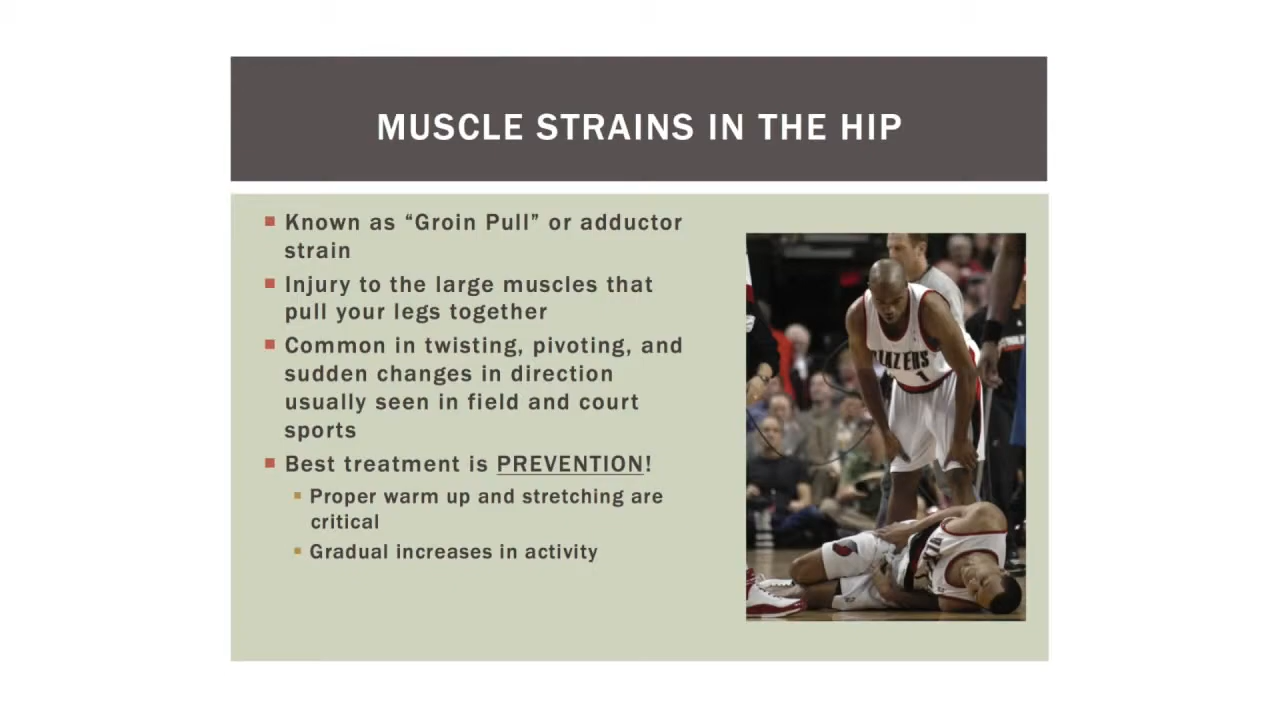 MUSCLE STRAINS IN THE HIP
Known as “Groin Pull” or adductor
strain
Injury to the large muscles that
pull your legs together
Common in twisting, pivoting, and
sudden changes in direction
usually seen in field and court
sports
Best treatment is PREVENTION!
Proper warm up and stretching are
critical
Gradual increases in activity
BLAZERS
1